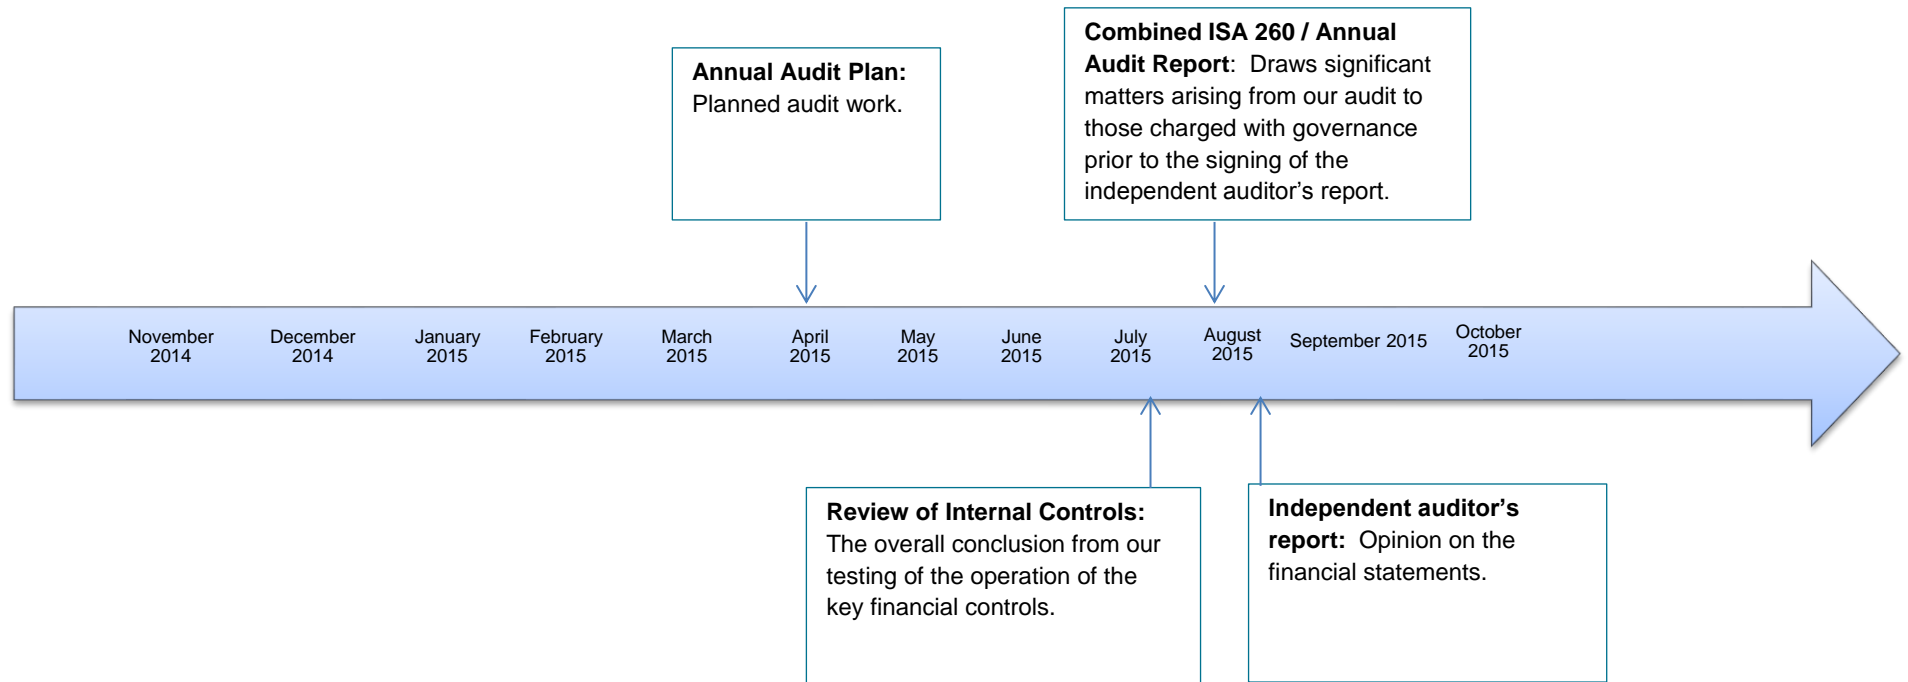 Annual Audit Plan:
Planned audit work.
Combined ISA 260 / Annual
Audit Report:  Draws significant
matters arising from our audit to
those charged with governance
prior to the signing of the
independent auditor’s report.
November
2014
December
2014
January
2015
February
2015
March
2015
April
2015
May
2015
June
2015
July
2015
August
2015
September 2015
October
2015
Review of Internal Controls:
The overall conclusion from our
testing of the operation of the
key financial controls.
Independent auditor’s
report:  Opinion on the
financial statements.